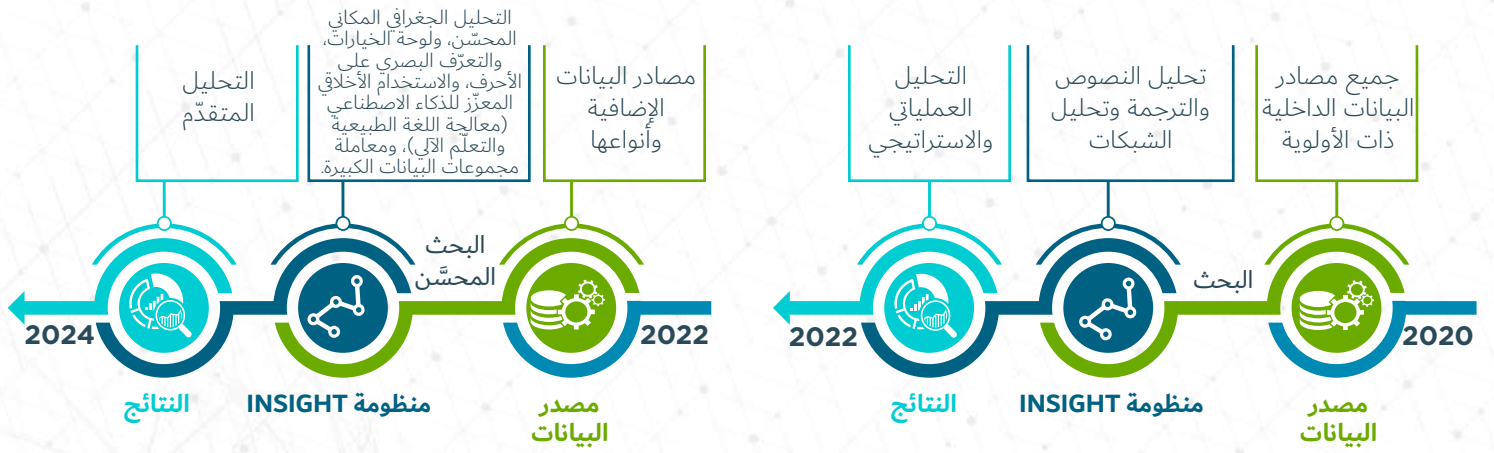 جميع مصادر
البيانات الداخلية
ذات الأولوية
تحليل النصوص
والترجمة وتحليل
الشبكات
التحليل
العملياتي
والاستراتيجي
البحث
2020
2022
مصدر
البيانات
منظومة INSIGHT
النتائج
مصادر البيانات
الإضافية
وأنواعها
التحليل الجغرافي المكاني
المحسّن، ولوحة الخيارات،
والتعرّف البصري على
الأحرف، والاستخدام الأخلاقي
المعزّز للذكاء الاصطناعي
(معالجة اللغة الطبيعية
والتعلّم الآلي)، ومعاملة
مجموعات البيانات الكبيرة.
التحليل
المتقدّم
البحث
المحسَّن
2022
2024
مصدر
البيانات
منظومة INSIGHT
النتائج